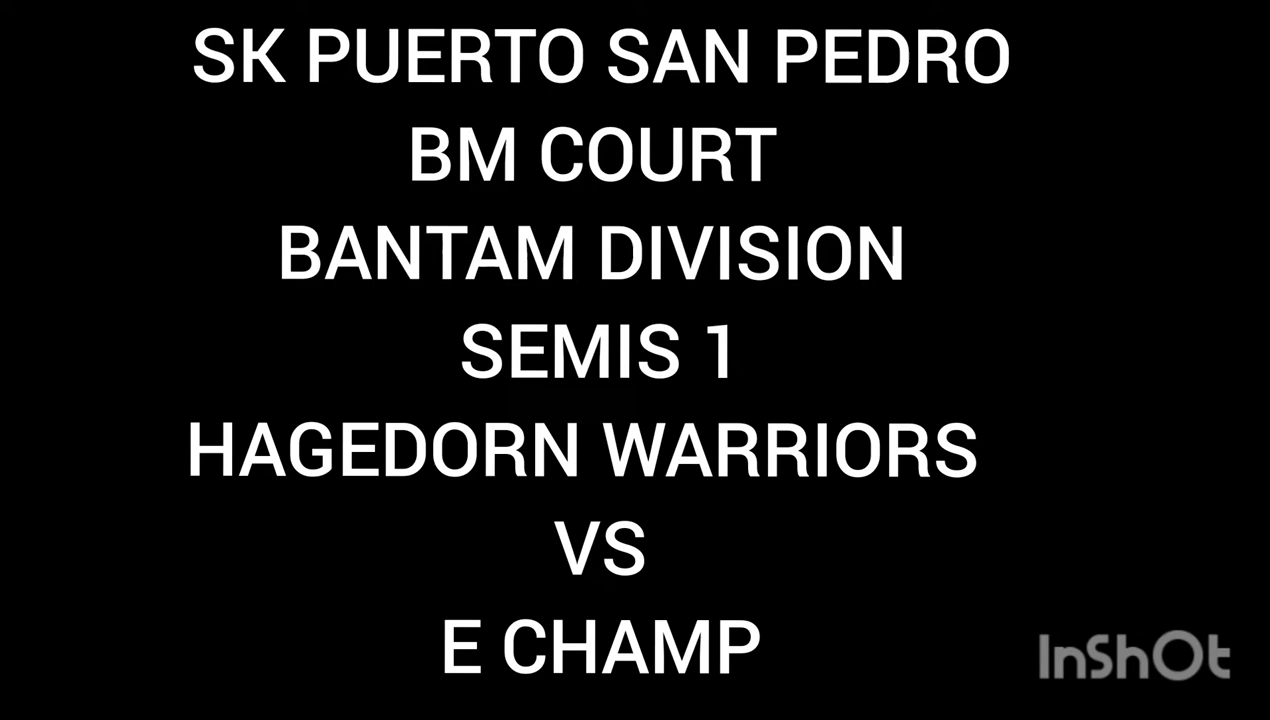 SK PUERTO SAN PEDRO
BM COURT
BANTAM DIVISION
SEMIS 1
HAGEDORN WARRIORS
VS
E CHAMP
InShOt